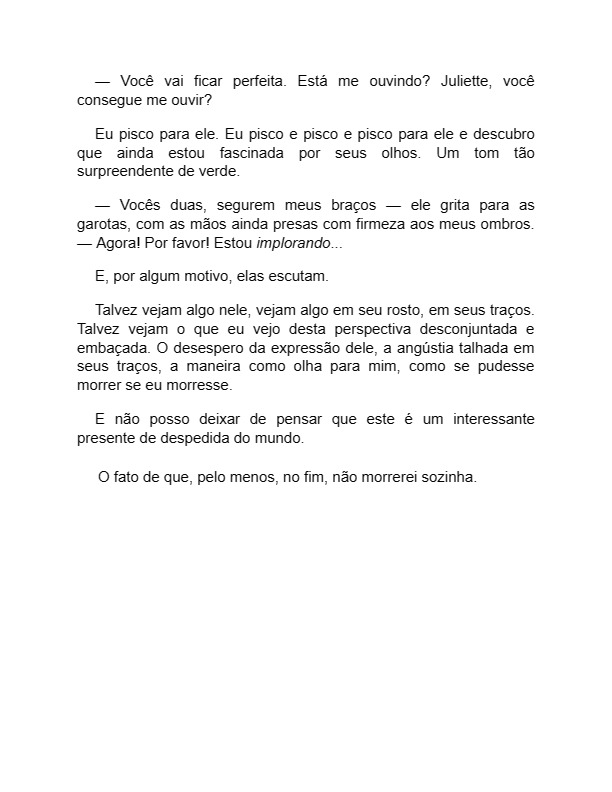 — Você vai ficar perfeita. Está me ouvindo? Juliette, você
consegue me ouvir?
Eu pisco para ele. Eu pisco e pisco e pisco para ele e descubro
que ainda estou fascinada por seus olhos. Um tom tão
surpreendente de verde.
— Vocês duas, segurem meus braços — ele grita para as
garotas, com as mãos ainda presas com firmeza aos meus ombros.
— Agora! Por favor! Estou implorando...
E, por algum motivo, elas escutam.
Talvez vejam algo nele, vejam algo em seu rosto, em seus traços.
Talvez vejam o que eu vejo desta perspectiva desconjuntada e
embaçada. O desespero da expressão dele, a angústia talhada em
seus traços, a maneira como olha para mim, como se pudesse
morrer se eu morresse.
E não posso deixar de pensar que este é um interessante
presente de despedida do mundo.
O fato de que, pelo menos, no fim, não morrerei sozinha.